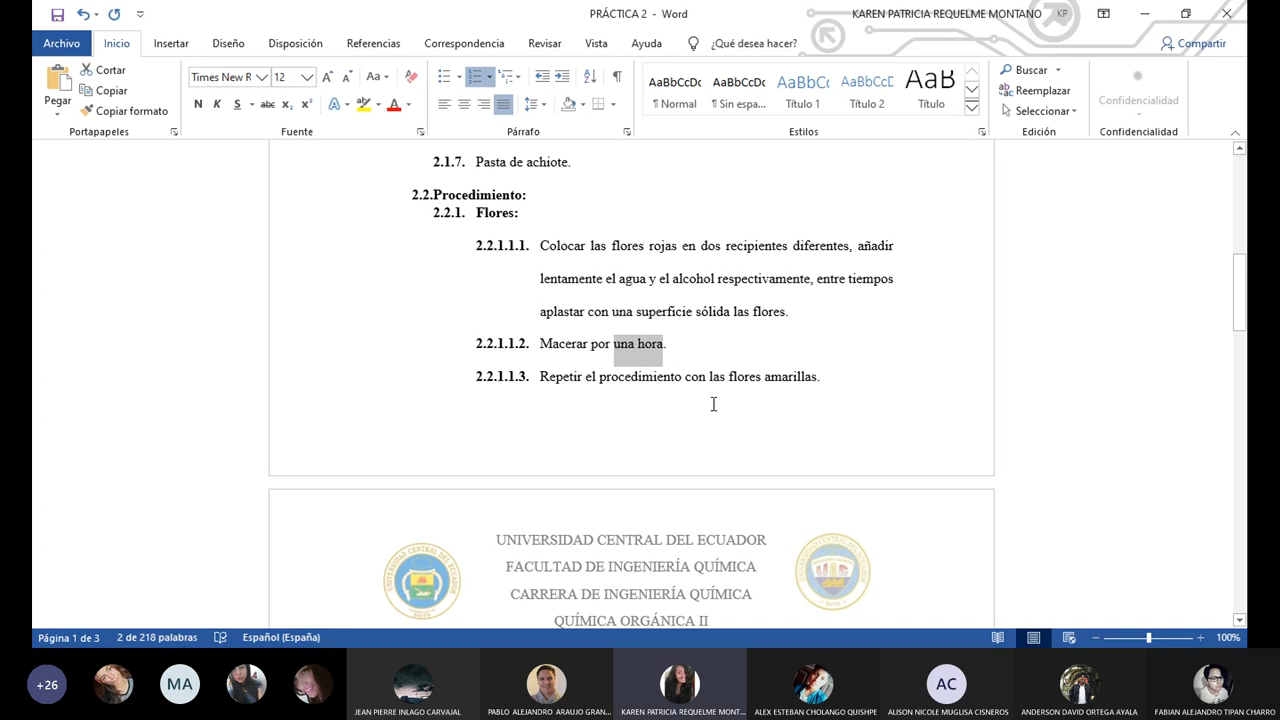 PRÁCTICA 2 - Word
KAREN PATRICIA REQUELME MONTANO KP
Archivo Inicio Insertar Diseño Disposición Referencias Correspondencia Revisar Vista Ayuda ¿Qué desea hacer? Compartir
Pegar
Cortar
Copiar
Copiar formato
Portapapeles
Times New R 12
Fuente
Párrafo
AaBbCcDc AaBbCcDc AaBbCc AaBbCcD AaB
¶ Normal ¶ Sin espa... Título 1 Título 2 Título
Estilos
Buscar
Reemplazar
Seleccionar
Edición
Confidencialidad
Confidencialidad
2.1.7. Pasta de achiote.
2.2.Procedimiento:
2.2.1. Flores:
2.2.1.1.1. Colocar las flores rojas en dos recipientes diferentes, añadir
lentamente el agua y el alcohol respectivamente, entre tiempos
aplastar con una superficie sólida las flores.
2.2.1.1.2. Macerar por una hora.
2.2.1.1.3. Repetir el procedimiento con las flores amarillas.
UNIVERSIDAD CENTRAL DEL ECUADOR
FACULTAD DE INGENIERÍA QUÍMICA
CARRERA DE INGENIERÍA QUÍMICA
QUÍMICA ORGÁNICA II
Página 1 de 3 2 de 218 palabras Español (España) 100%
+26 MA AC
JEAN PIERRE INLAGO CARVAJAL PABLO ALEJANDRO ARAUJO GRAN... KAREN PATRICIA REQUELME MONT... ALEX ESTEBAN CHOLANGO QUISHPE ALISON NICOLE MUGLISA CISNEROS ANDERSON DAVID ORTEGA AYALA FABIAN ALEJANDRO TIPAN CHARRO